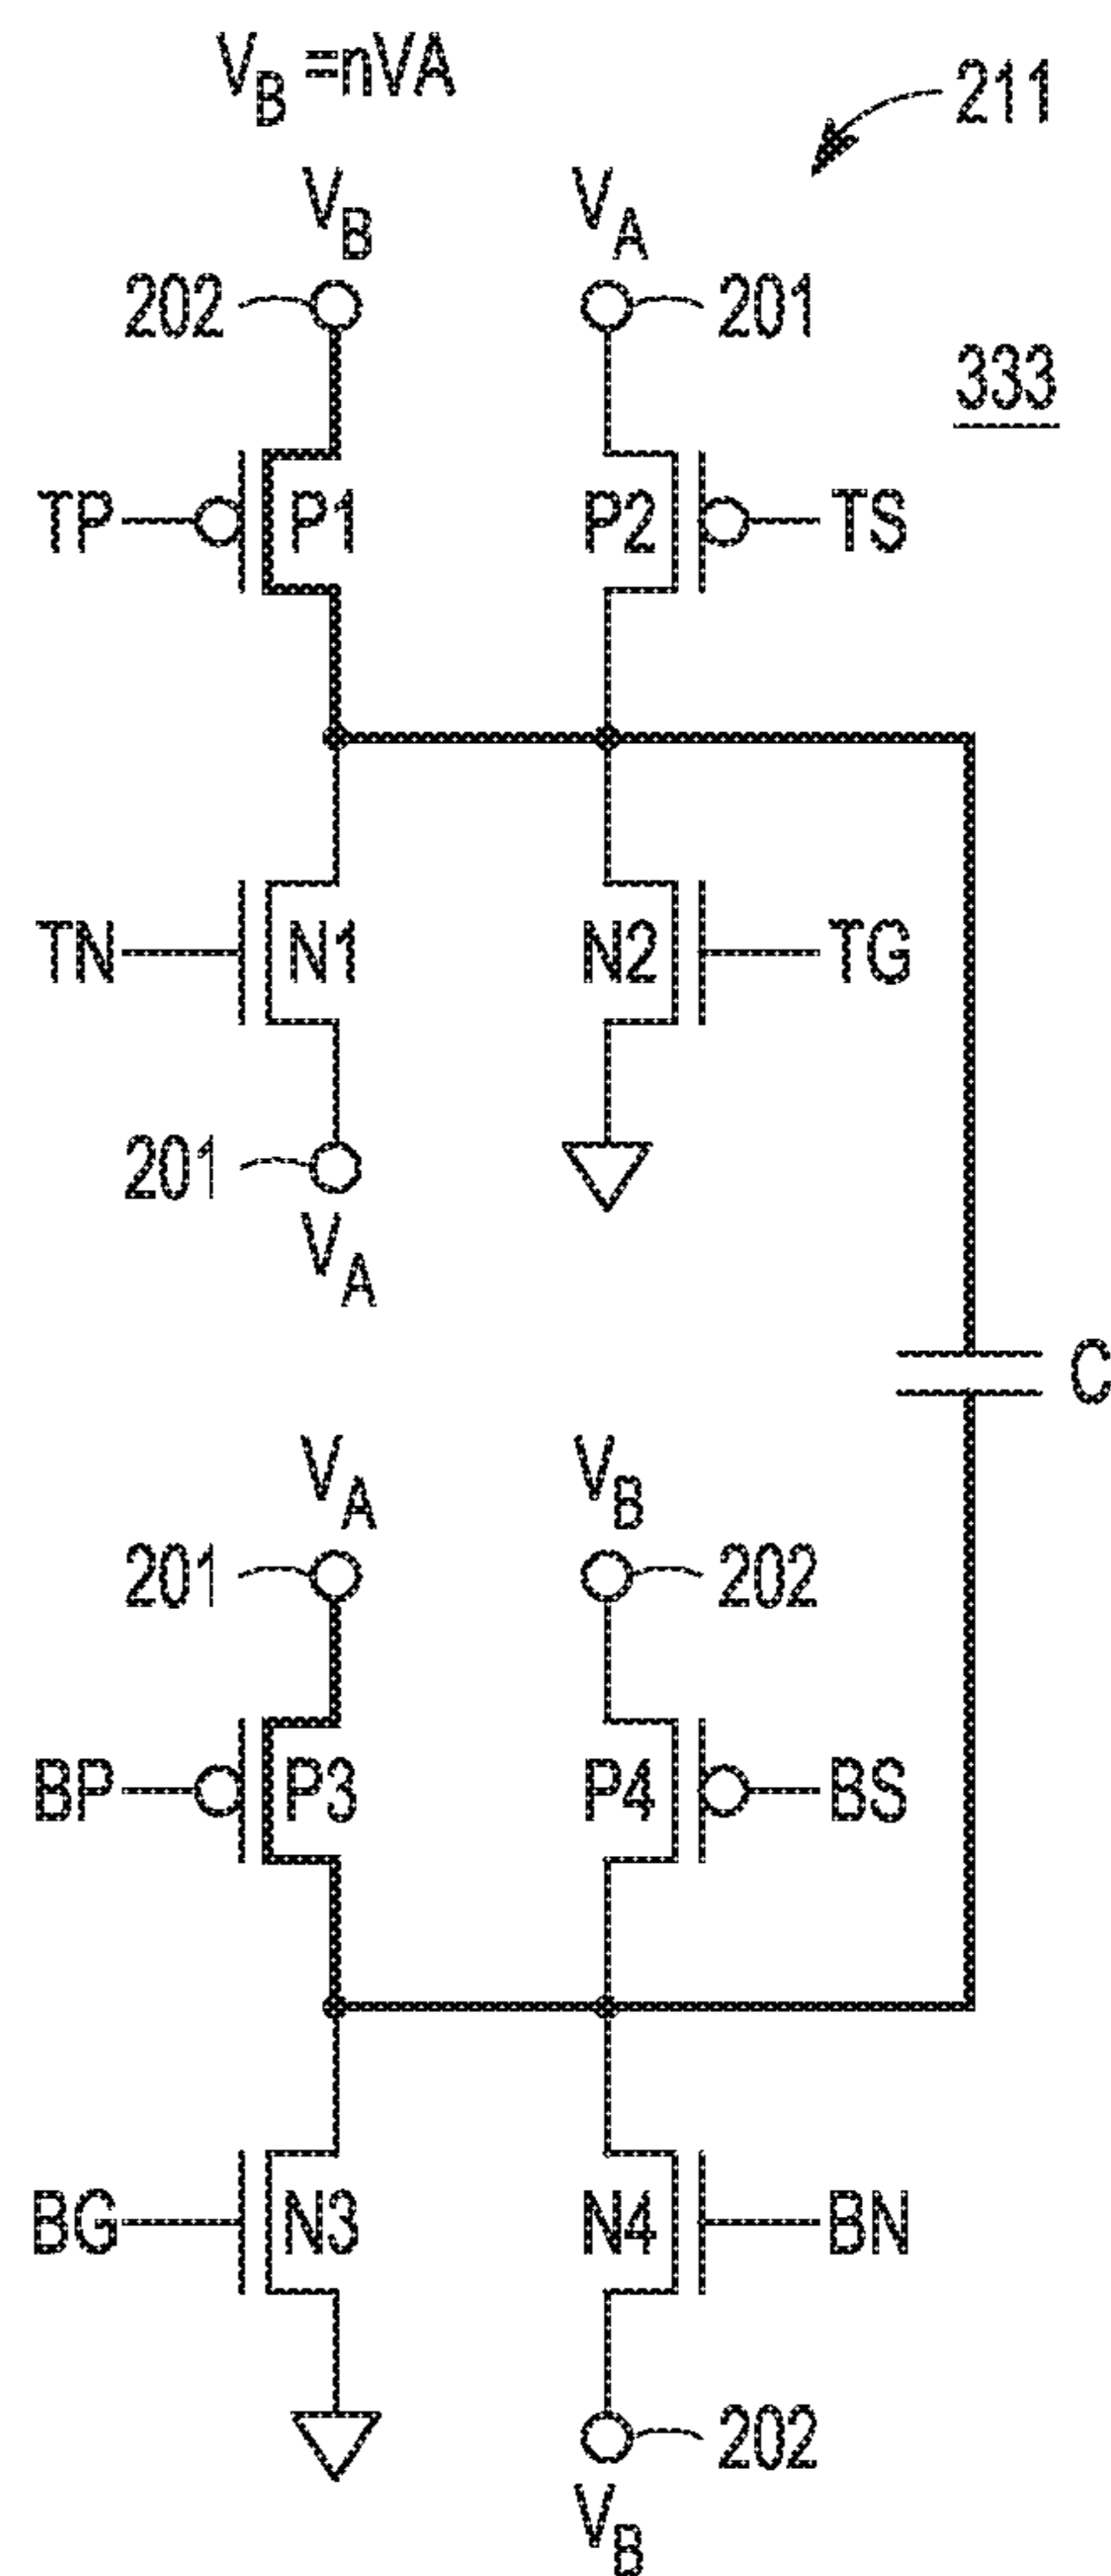 V_B =nVA
211
V_B V_A
202 201
333
TP P1 P2 TS
TN N1 N2 TG
201
V_A
C
V_A V_B
201 202
BP P3 P4 BS
BG N3 N4 BN
202
V_B